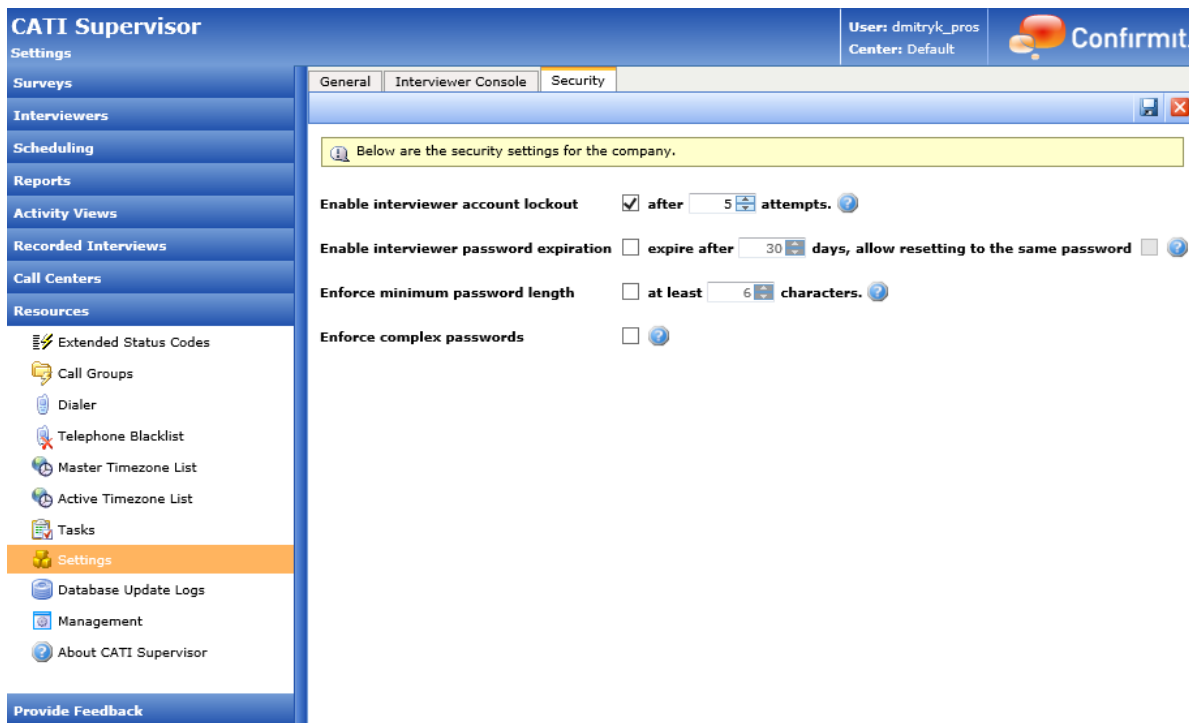 CATI Supervisor
Settings
User: dmitryk_pros
Center: Default
Confirmit.
Surveys
Interviewers
Scheduling
Reports
Activity Views
Recorded Interviews
Call Centers
Resources
Extended Status Codes
Call Groups
Dialer
Telephone Blacklist
Master Timezone List
Active Timezone List
Tasks
Settings
Database Update Logs
Management
About CATI Supervisor
Provide Feedback
General Interviewer Console Security
Below are the security settings for the company.
Enable interviewer account lockout after 5 attempts.
Enable interviewer password expiration expire after 30 days, allow resetting to the same password
Enforce minimum password length at least 6 characters.
Enforce complex passwords